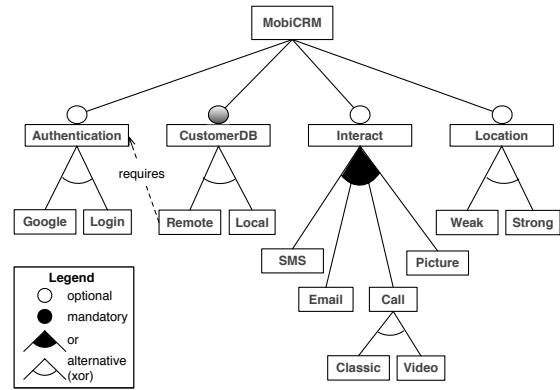 MobiCRM
Authentication CustomerDB Interact Location
requires
Google Login Remote Local Weak Strong
SMS Picture
Email Call
Classic Video
Legend
optional
mandatory
or
alternative
(xor)